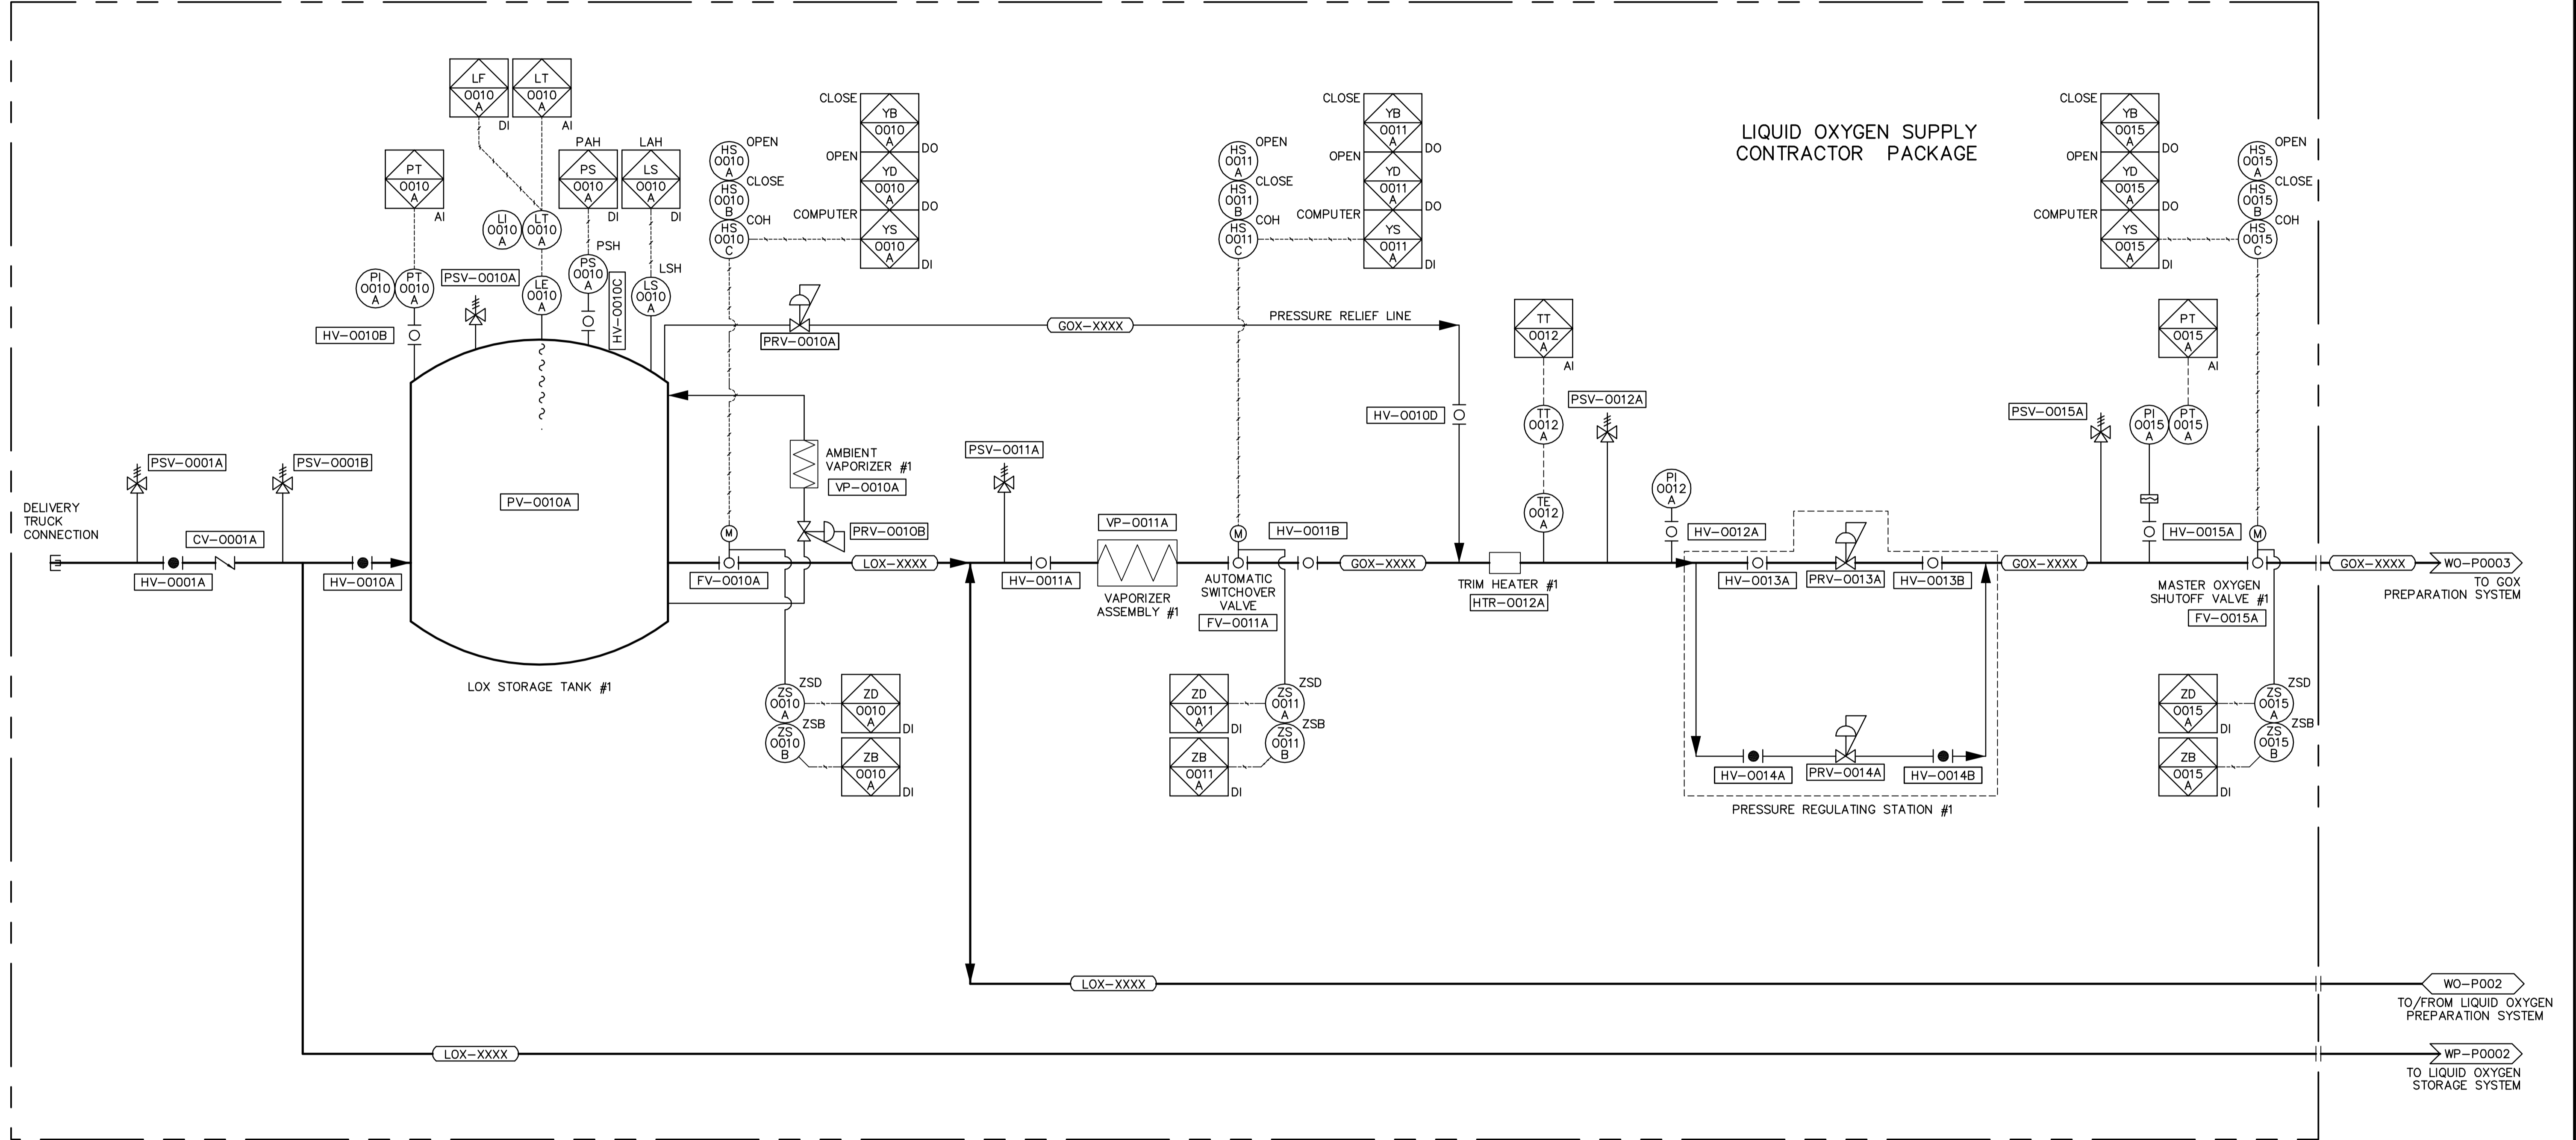 LIQUID OXYGEN SUPPLY
CONTRACTOR PACKAGE
LF
0010
A
DI
LT
0010
A
AI
PT
0010
A
AI
PAH
PS
0010
A
DI
LAH
LS
0010
A
DI
LI
0010
A
LT
0010
A
PI
0010
A
PT
0010
A
PSV-0010A
LE
0010
A
PSH
PS
0010
A
HV-0010C
LSH
LS
0010
A
HV-0010B
OPEN
HS
0010
A
CLOSE
HS
0010
B
COH
HS
0010
C
CLOSE
YB
0010
A
DO
OPEN
YD
0010
A
DO
COMPUTER
YS
0010
A
DI
PRV-0010A
GOX-XXXX
PRESSURE RELIEF LINE
OPEN
HS
0011
A
CLOSE
HS
0011
B
COH
HS
0011
C
CLOSE
YB
0011
A
DO
OPEN
YD
0011
A
DO
COMPUTER
YS
0011
A
DI
HV-0010D
TT
0012
A
AI
TT
0012
A
TE
0012
A
PSV-0012A
PI
0012
A
HV-0012A
CLOSE
YB
0015
A
DO
OPEN
YD
0015
A
DO
COMPUTER
YS
0015
A
DI
OPEN
HS
0015
A
CLOSE
HS
0015
B
COH
HS
0015
C
PT
0015
A
AI
PSV-0015A
PI
0015
A
PT
0015
A
HV-0015A
DELIVERY
TRUCK
CONNECTION
PSV-0001A
PSV-0001B
CV-0001A
HV-0001A
HV-0010A
PV-0010A
LOX STORAGE TANK #1
AMBIENT
VAPORIZER #1
VP-0010A
PRV-0010B
M
FV-0010A
LOX-XXXX
PSV-0011A
HV-0011A
VP-0011A
VAPORIZER
ASSEMBLY #1
M
HV-0011B
AUTOMATIC
SWITCHOVER
VALVE
FV-0011A
GOX-XXXX
TRIM HEATER #1
HTR-0012A
HV-0013A
PRV-0013A
HV-0013B
HV-0014A
PRV-0014A
HV-0014B
PRESSURE REGULATING STATION #1
GOX-XXXX
M
MASTER OXYGEN
SHUTOFF VALVE #1
FV-0015A
GOX-XXXX
WO-P0003
TO GOX
PREPARATION SYSTEM
ZSD
ZS
0010
A
ZSB
ZS
0010
B
ZD
0010
A
DI
ZB
0010
A
DI
ZD
0011
A
DI
ZB
0011
A
DI
ZSD
ZS
0011
A
ZSB
ZS
0011
B
ZD
0015
A
DI
ZB
0015
A
DI
ZSD
ZS
0015
A
ZSB
ZS
0015
B
LOX-XXXX
WO-P002
TO/FROM LIQUID OXYGEN
PREPARATION SYSTEM
LOX-XXXX
WP-P0002
TO LIQUID OXYGEN
STORAGE SYSTEM